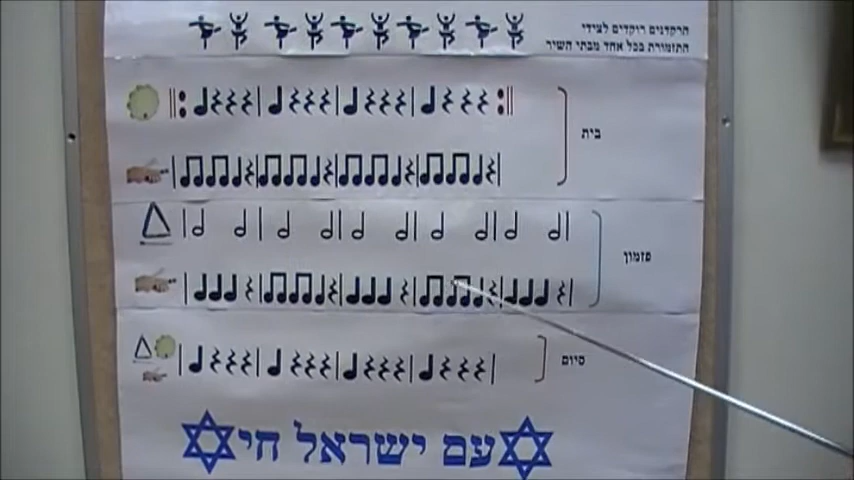 הרקדנים רוקדים לצידי
התזמורת בכל אחד מבתי השיר
בית
פזמון
סיום
עם ישראל חי